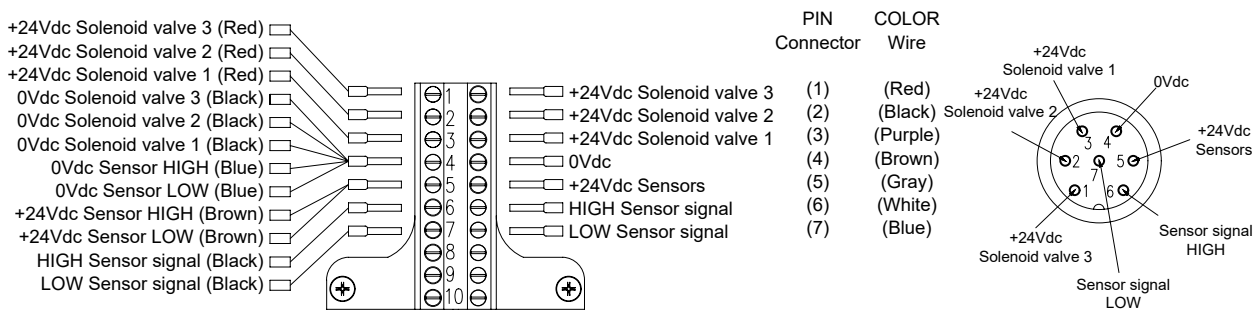 +24Vdc Solenoid valve 3 (Red)
+24Vdc Solenoid valve 2 (Red)
+24Vdc Solenoid valve 1 (Red)
0Vdc Solenoid valve 3 (Black)
0Vdc Solenoid valve 2 (Black)
0Vdc Solenoid valve 1 (Black)
0Vdc Sensor HIGH (Blue)
0Vdc Sensor LOW (Blue)
+24Vdc Sensor HIGH (Brown)
+24Vdc Sensor LOW (Brown)
HIGH Sensor signal (Black)
LOW Sensor signal (Black)
1
2
3
4
5
6
7
8
9
10
+24Vdc Solenoid valve 3
+24Vdc Solenoid valve 2
+24Vdc Solenoid valve 1
0Vdc
+24Vdc Sensors
HIGH Sensor signal
LOW Sensor signal
PIN COLOR
Connector Wire
(1) (Red)
(2) (Black)
(3) (Purple)
(4) (Brown)
(5) (Gray)
(6) (White)
(7) (Blue)
+24Vdc
Solenoid valve 1
+24Vdc
Solenoid valve 2
0Vdc
+24Vdc
Sensors
3 4
2 5
7
1 6
+24Vdc
Solenoid valve 3
Sensor signal
HIGH
Sensor signal
LOW